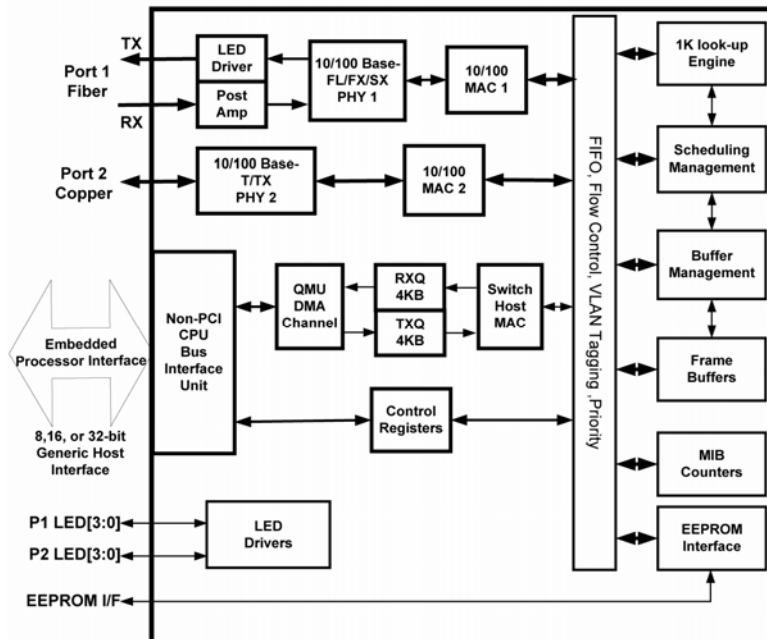 TX
Port 1
Fiber
RX
LED
Driver
Post
Amp
10/100 Base-
FL/FX/SX
PHY 1
10/100
MAC 1
1K look-up
Engine
Port 2
Copper
10/100 Base-
T/TX
PHY 2
10/100
MAC 2
FIFO, Flow Control, VLAN Tagging ,Priority
Scheduling
Management
Embedded
Processor Interface
8,16, or 32-bit
Generic Host
Interface
Non-PCI
CPU
Bus
Interface
Unit
QMU
DMA
Channel
RXQ
4KB
TXQ
4KB
Switch
Host
MAC
Buffer
Management
Control
Registers
Frame
Buffers
MIB
Counters
P1 LED[3:0]
P2 LED[3:0]
LED
Drivers
EEPROM
Interface
EEPROM I/F